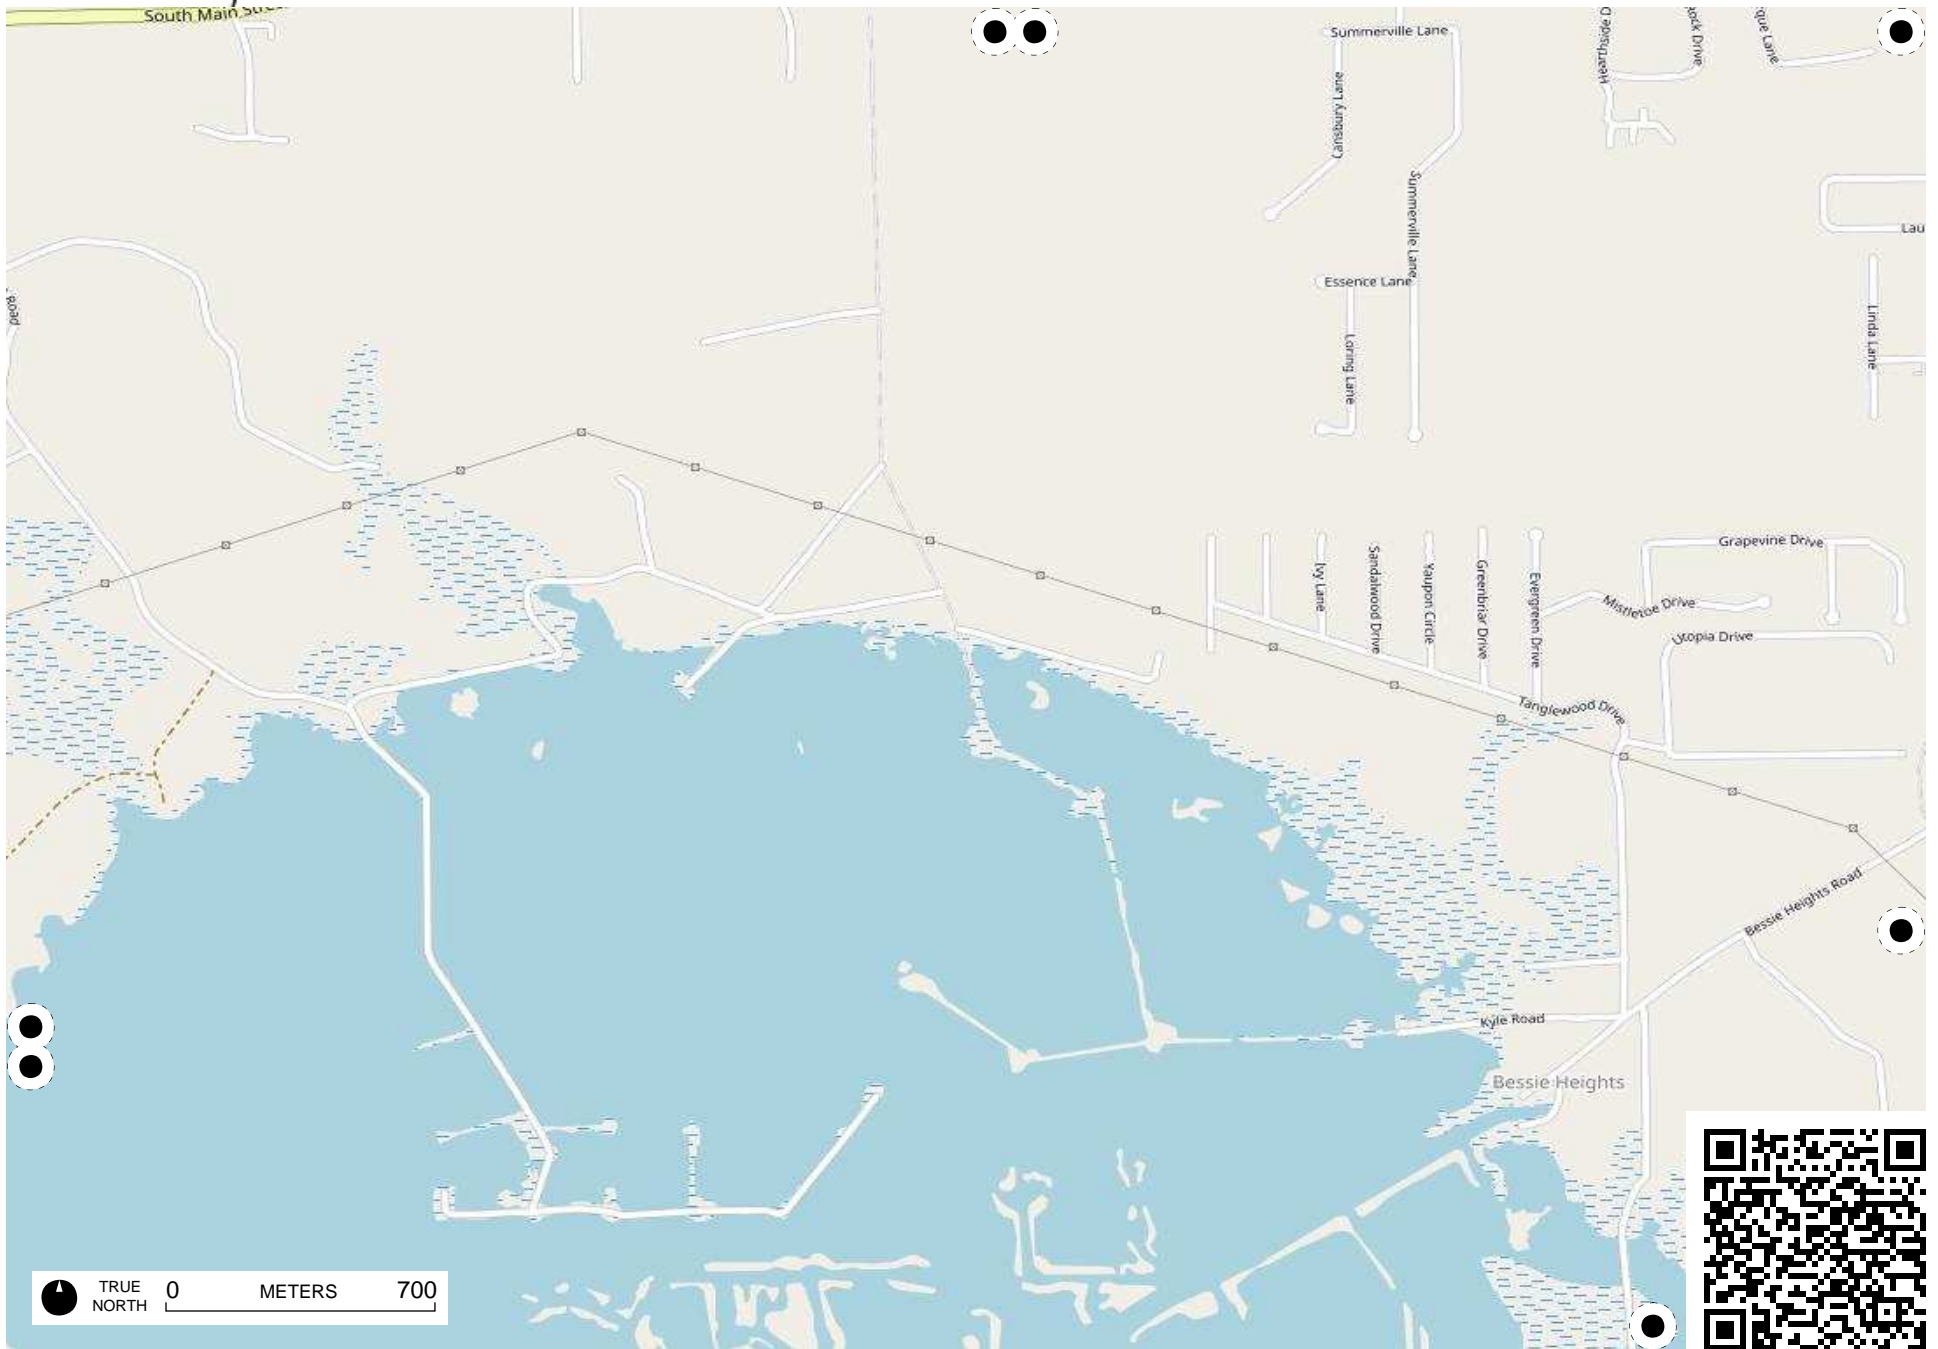 South Main Street
Summerville Lane
Cansbury Lane
Summerville Lane
Essence Lane
Loring Lane
Linda Lane
Road
Ivy Lane
Sandalwood Drive
Yaupon Circle
Greenbriar Drive
Evergreen Drive
Grapevine Drive
Mistletoe Drive
Utopia Drive
Tanglewood Drive
Bessie Heights Road
Kyle Road
Bessie Heights
TRUE
NORTH
0 METERS 700